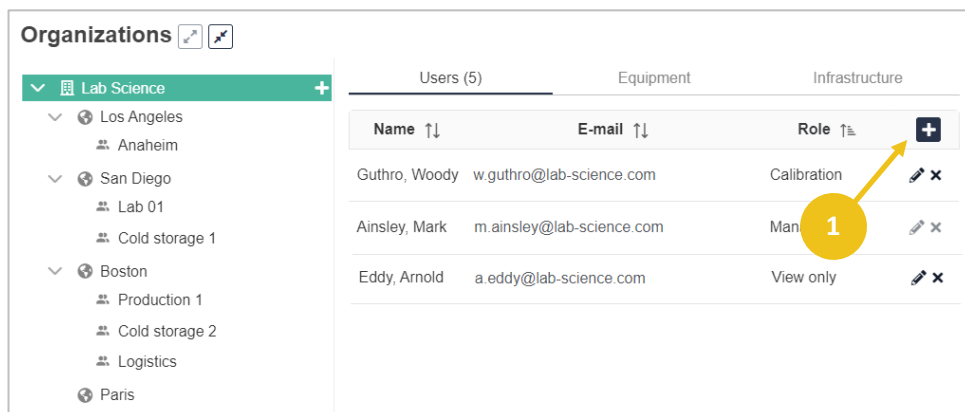 Organizations
Lab Science
Los Angeles
Anaheim
San Diego
Lab 01
Cold storage 1
Boston
Production 1
Cold storage 2
Logistics
Paris
Users (5) Equipment Infrastructure
Name E-mail Role
Guthro, Woody w.guthro@lab-science.com Calibration
Ainsley, Mark m.ainsley@lab-science.com
Eddy, Arnold a.eddy@lab-science.com View only
1